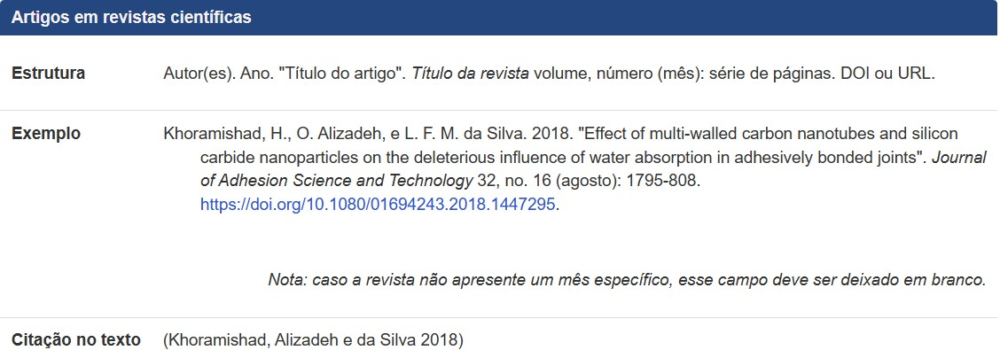 Artigos em revistas científicas
Estrutura Autor(es). Ano. "Título do artigo". Título da revista volume, número (mês): série de páginas. DOI ou URL.
Exemplo Khoramishad, H., O. Alizadeh, e L. F. M. da Silva. 2018. "Effect of multi-walled carbon nanotubes and silicon
carbide nanoparticles on the deleterious influence of water absorption in adhesively bonded joints". Journal
of Adhesion Science and Technology 32, no. 16 (agosto): 1795-808.
https://doi.org/10.1080/01694243.2018.1447295.
Nota: caso a revista não apresente um mês específico, esse campo deve ser deixado em branco.
Citação no texto (Khoramishad, Alizadeh e da Silva 2018)